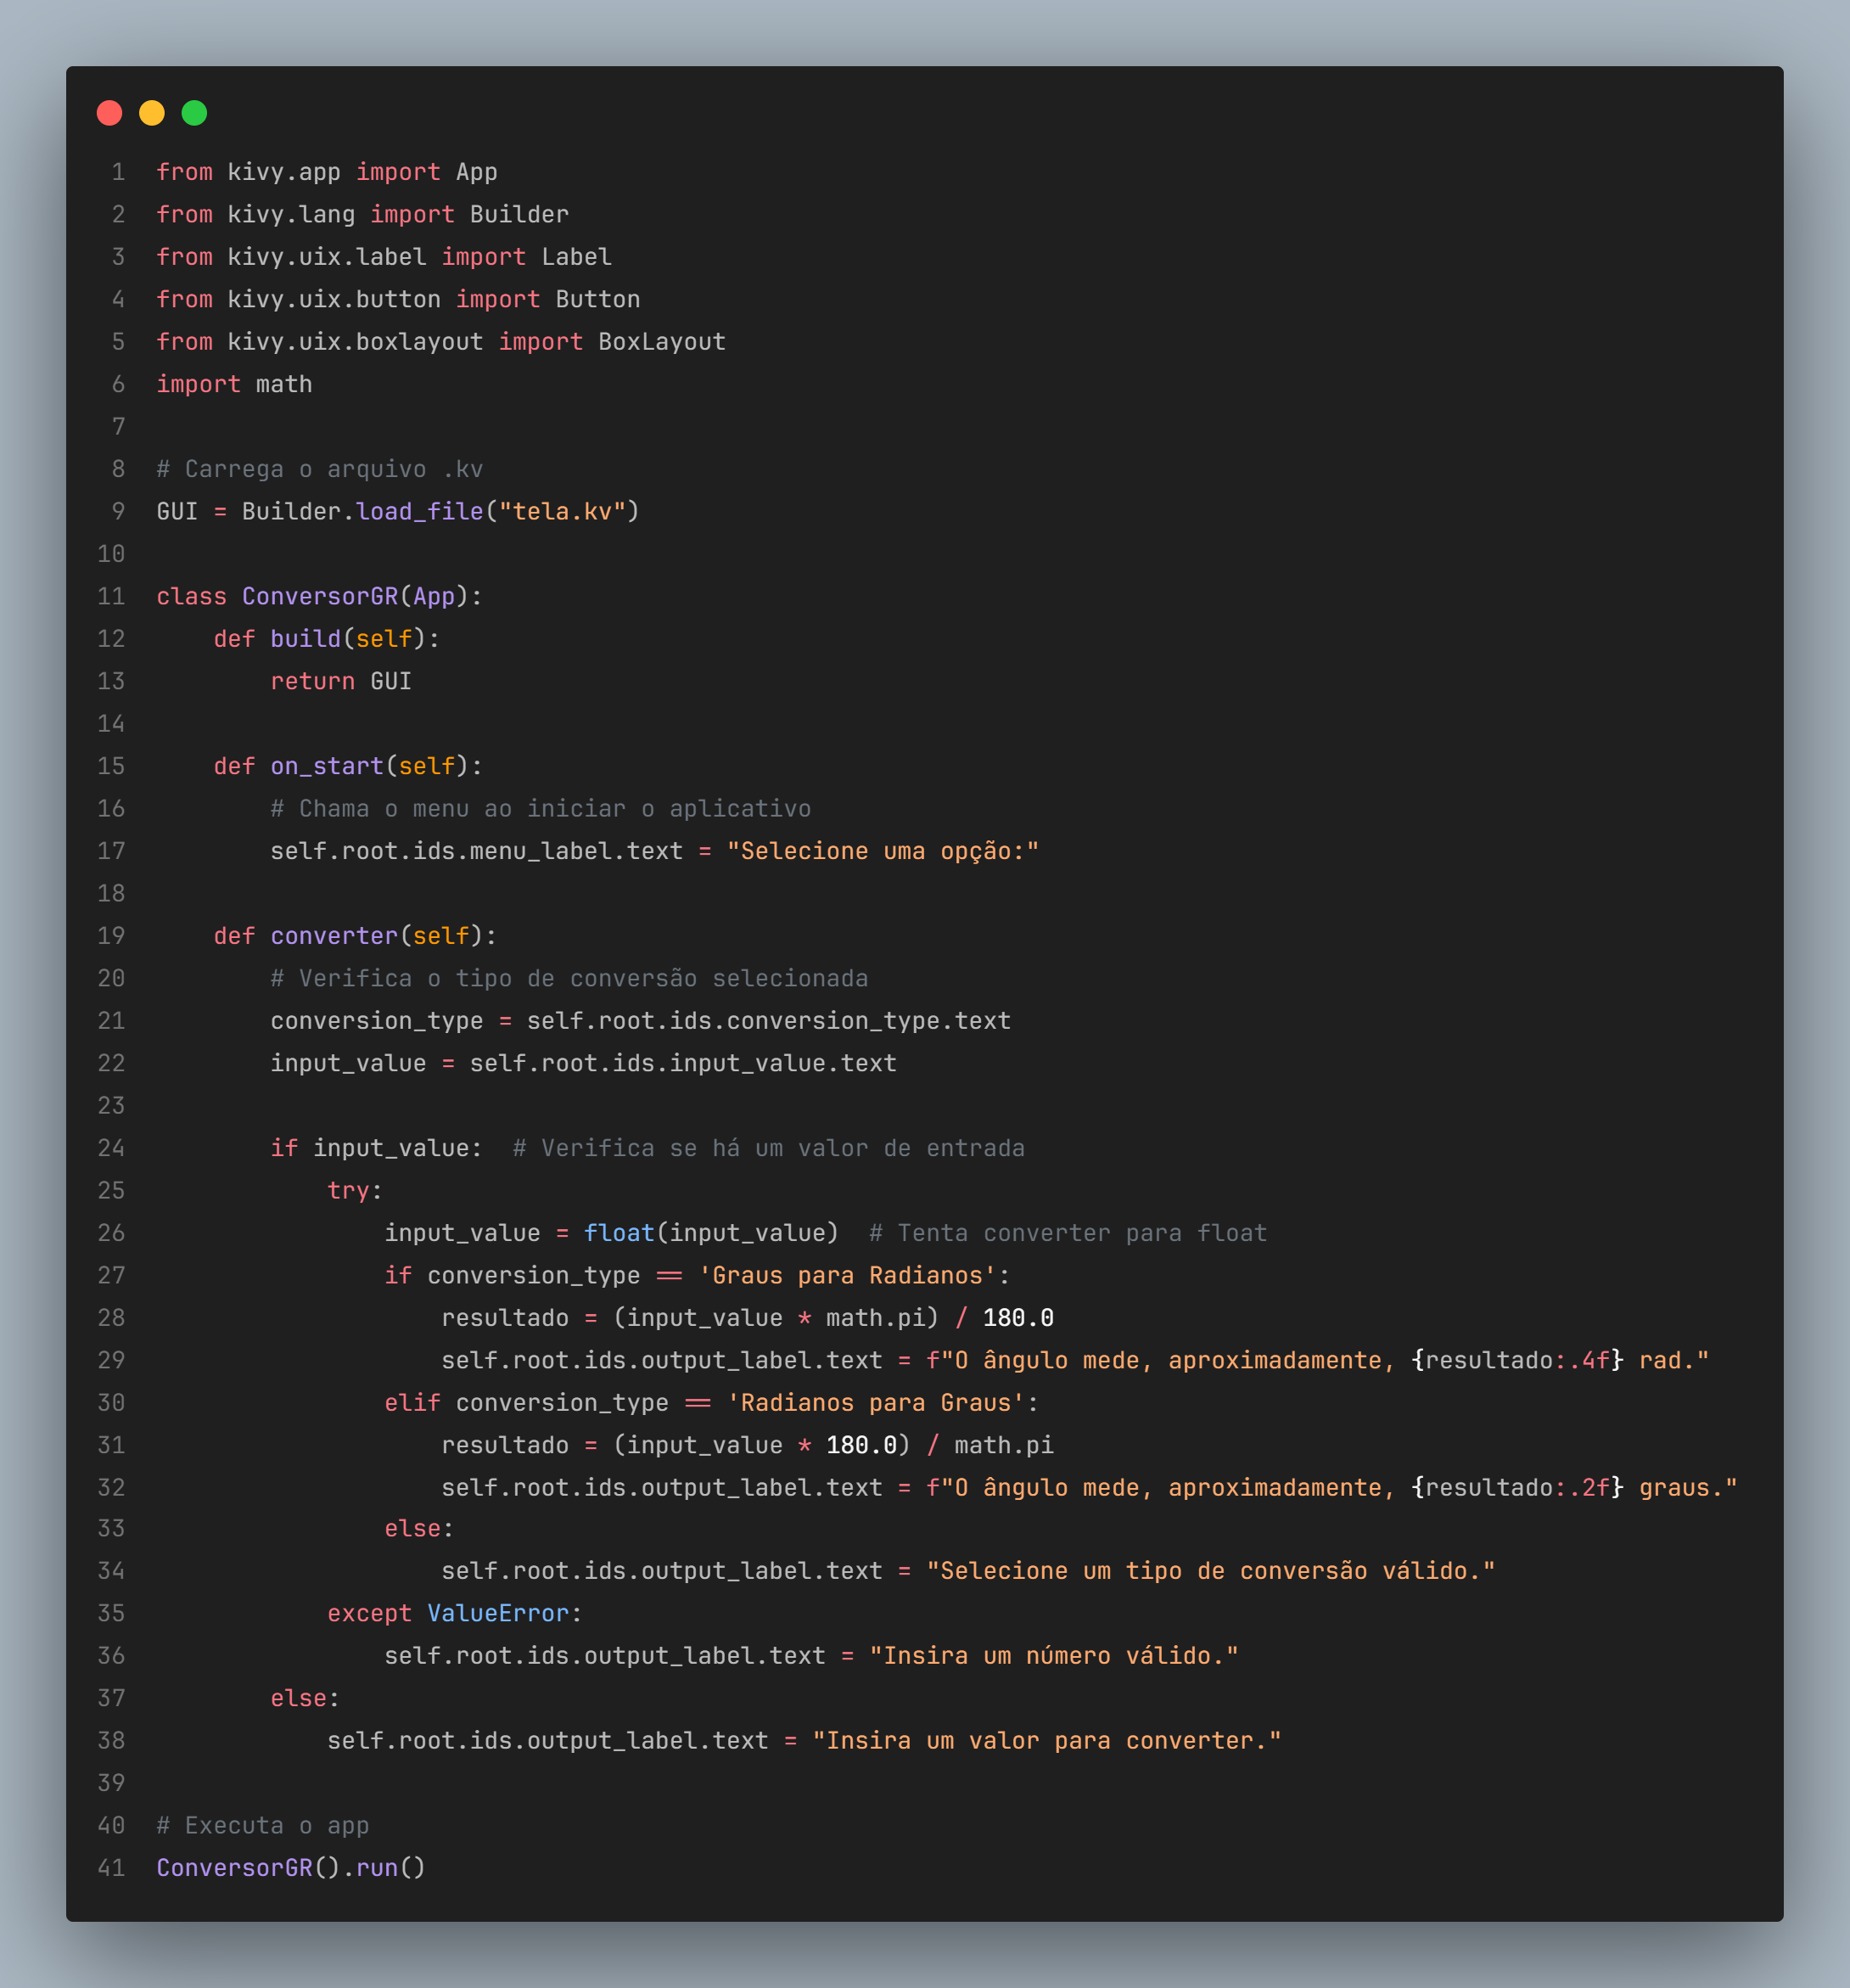 1 from kivy.app import App
2 from kivy.lang import Builder
3 from kivy.uix.label import Label
4 from kivy.uix.button import Button
5 from kivy.uix.boxlayout import BoxLayout
6 import math
7
8 # Carrega o arquivo .kv
9 GUI = Builder.load_file("tela.kv")
10
11 class ConversorGR(App):
12     def build(self):
13         return GUI
14
15     def on_start(self):
16         # Chama o menu ao iniciar o aplicativo
17         self.root.ids.menu_label.text = "Selecione uma opção:"
18
19     def converter(self):
20         # Verifica o tipo de conversão selecionada
21         conversion_type = self.root.ids.conversion_type.text
22         input_value = self.root.ids.input_value.text
23
24         if input_value:  # Verifica se há um valor de entrada
25             try:
26                 input_value = float(input_value)  # Tenta converter para float
27                 if conversion_type == 'Graus para Radianos':
28                     resultado = (input_value * math.pi) / 180.0
29                     self.root.ids.output_label.text = f"O ângulo mede, aproximadamente, {resultado:.4f} rad."
30                 elif conversion_type == 'Radianos para Graus':
31                     resultado = (input_value * 180.0) / math.pi
32                     self.root.ids.output_label.text = f"O ângulo mede, aproximadamente, {resultado:.2f} graus."
33                 else:
34                     self.root.ids.output_label.text = "Selecione um tipo de conversão válido."
35             except ValueError:
36                 self.root.ids.output_label.text = "Insira um número válido."
37         else:
38             self.root.ids.output_label.text = "Insira um valor para converter."
39
40 # Executa o app
41 ConversorGR().run()